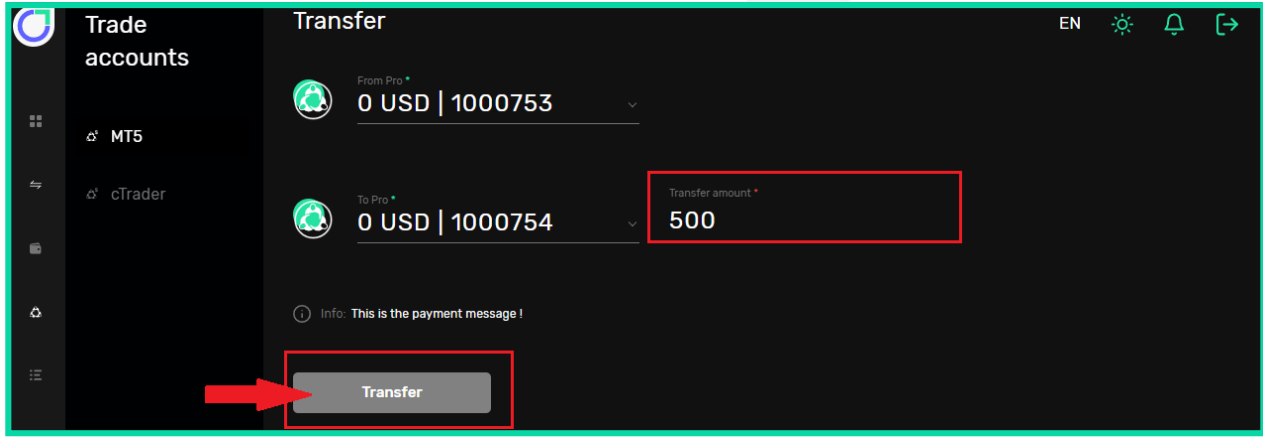 Trade
accounts
MT5
cTrader
Transfer
EN
From Pro *
0 USD | 1000753
To Pro *
0 USD | 1000754
Transfer amount *
500
Info: This is the payment message !
Transfer